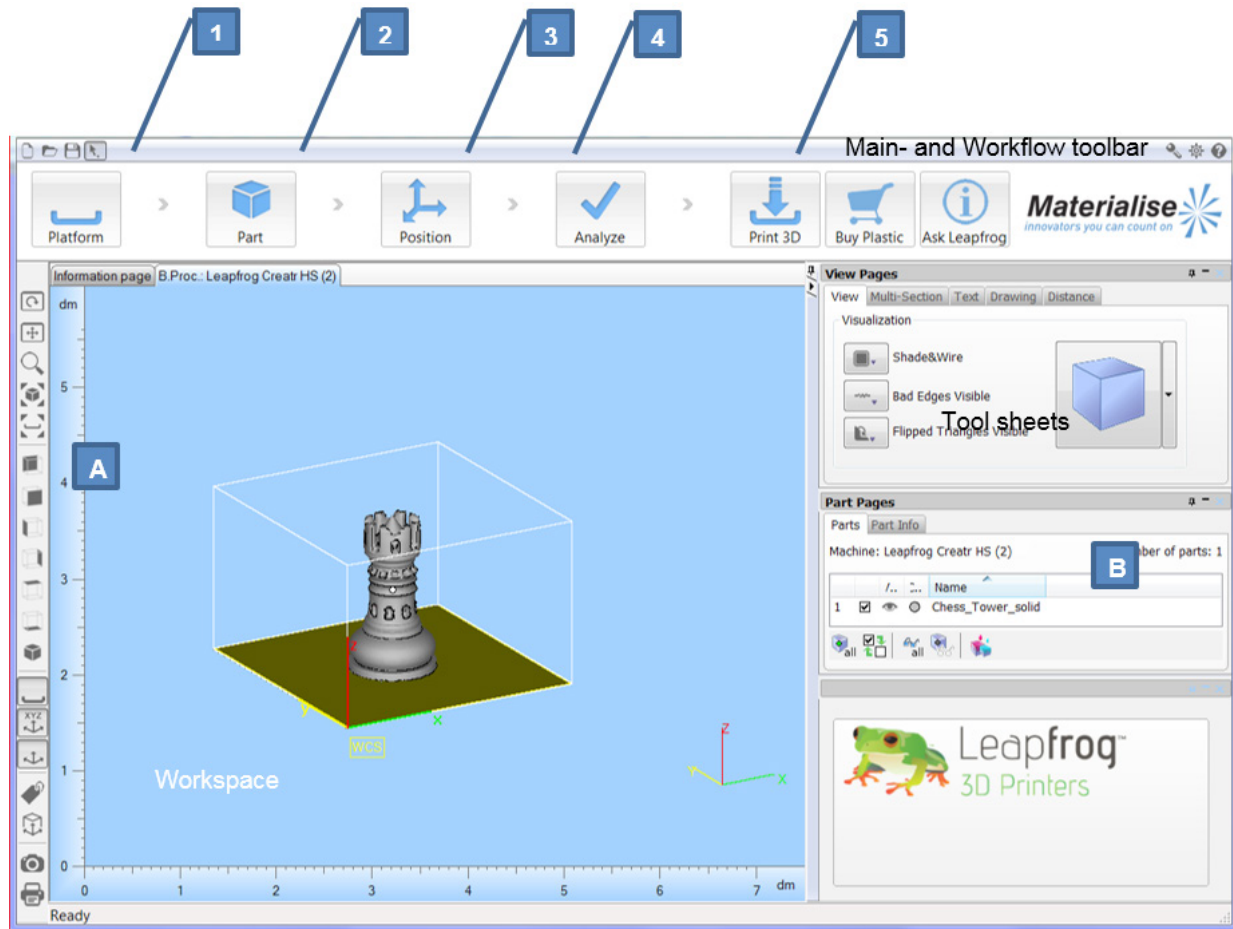 1 2 3 4 5
Main- and Workflow toolbar
Platform Part Position Analyze Print 3D Buy Plastic Ask Leapfrog
Materialise
innovators you can count on
Information page B.Proc.: Leapfrog Creatr HS (2)
dm
5
A
4
3
2
1
0
XYZ
z
y
x
WCS
Workspace
z
Y
x
0 1 2 3 4 5 6 7 dm
Ready
View Pages
View Multi-Section Text Drawing Distance
Visualization
Shade&Wire
Bad Edges Visible
Flipped Triangles Visible
Tool sheets
Part Pages
Parts Part Info
Machine: Leapfrog Creatr HS (2) ber of parts: 1
B
/.. Name
1 Chess_Tower_solid
all all
Leapfrog™
3D Printers